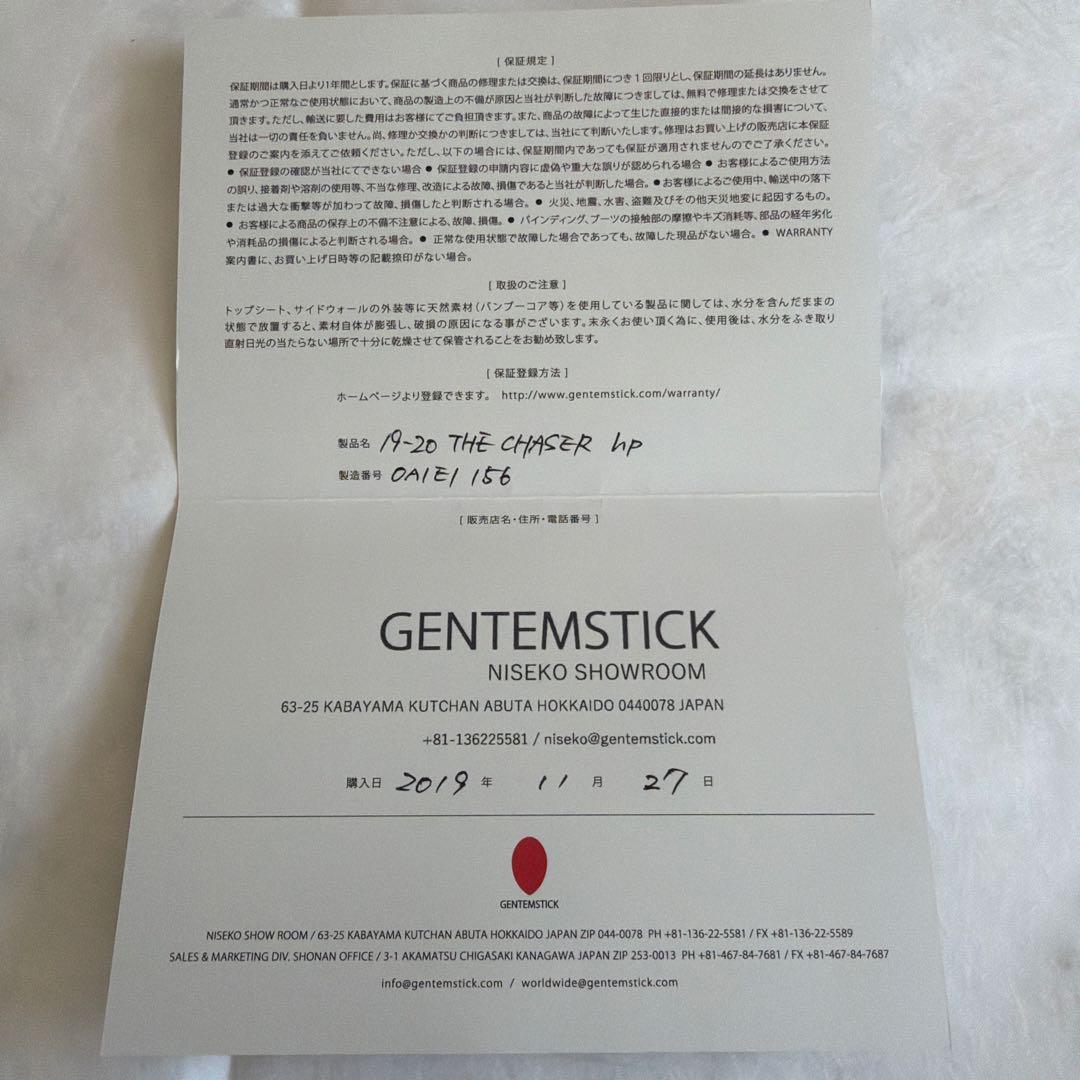 [ 保証規定 ]
保証期間は購入日より1年間とします。保証に基づく商品の修理または交換は、保証期間につき1回限りとし、保証期間の延長はありません。
通常かつ正常なご使用状態において、商品の製造上の不備が原因と当社が判断した故障につきましては、無料で修理または交換をさせて
頂きます。ただし、輸送に要した費用はお客様にてご負担頂きます。また、商品の故障によって生じた直接的または間接的な損害について、
当社は一切の責任を負いません。尚、修理か交換かの判断につきましては、当社にて判断いたします。修理はお買い上げの販売店に本保証
登録のご案内を添えてご依頼ください。ただし、以下の場合には、保証期間内であっても保証が適用されませんのでご了承ください。
● 保証登録の確認が当社にてできない場合 ● 保証登録の申請内容に虚偽や重大な誤りが認められる場合 ● お客様によるご使用方法
の誤り、接着剤や溶剤の使用等、不当な修理、改造による故障、損傷であると当社が判断した場合。●お客様によるご使用中、輸送中の落下
または過大な衝撃等が加わって故障、損傷したと判断される場合。● 火災、地震、水害、盗難及びその他天災地変に起因するもの。
● お客様による商品の保存上の不備不注意による、故障、損傷。● バインディング、ブーツの接触部の摩擦やキズ消耗等、部品の経年劣化
や消耗品の損傷によると判断される場合。● 正常な使用状態で故障した場合であっても、故障した現品がない場合。● WARRANTY
案内書に、お買い上げ日時等の記載捺印がない場合。
[ 取扱のご注意 ]
トップシート、サイドウォールの外装等に天然素材(バンブーコア等)を使用している製品に関しては、水分を含んだままの
状態で放置すると、素材自体が膨張し、破損の原因になる事がございます。末永くお使い頂く為に、使用後は、水分をふき取り
直射日光の当たらない場所で十分に乾燥させて保管されることをお勧め致します。
[ 保証登録方法 ]
ホームページより登録できます。 http://www.gentemstick.com/warranty/
製品名 19-20 THE CHASER hp
製造番号 OA1E1 156
[ 販売店名・住所・電話番号 ]
GENTEMSTICK
NISEKO SHOWROOM
63-25 KABAYAMA KUTCHAN ABUTA HOKKAIDO 0440078 JAPAN
+81-136225581 / niseko@gentemstick.com
購入日 2019 年 11 月 27 日
GENTEMSTICK
NISEKO SHOW ROOM / 63-25 KABAYAMA KUTCHAN ABUTA HOKKAIDO JAPAN ZIP 044-0078 PH +81-136-22-5581 / FX +81-136-22-5589
SALES & MARKETING DIV. SHONAN OFFICE / 3-1 AKAMATSU CHIGASAKI KANAGAWA JAPAN ZIP 253-0013 PH +81-467-84-7681 / FX +81-467-84-7687
info@gentemstick.com / worldwide@gentemstick.com